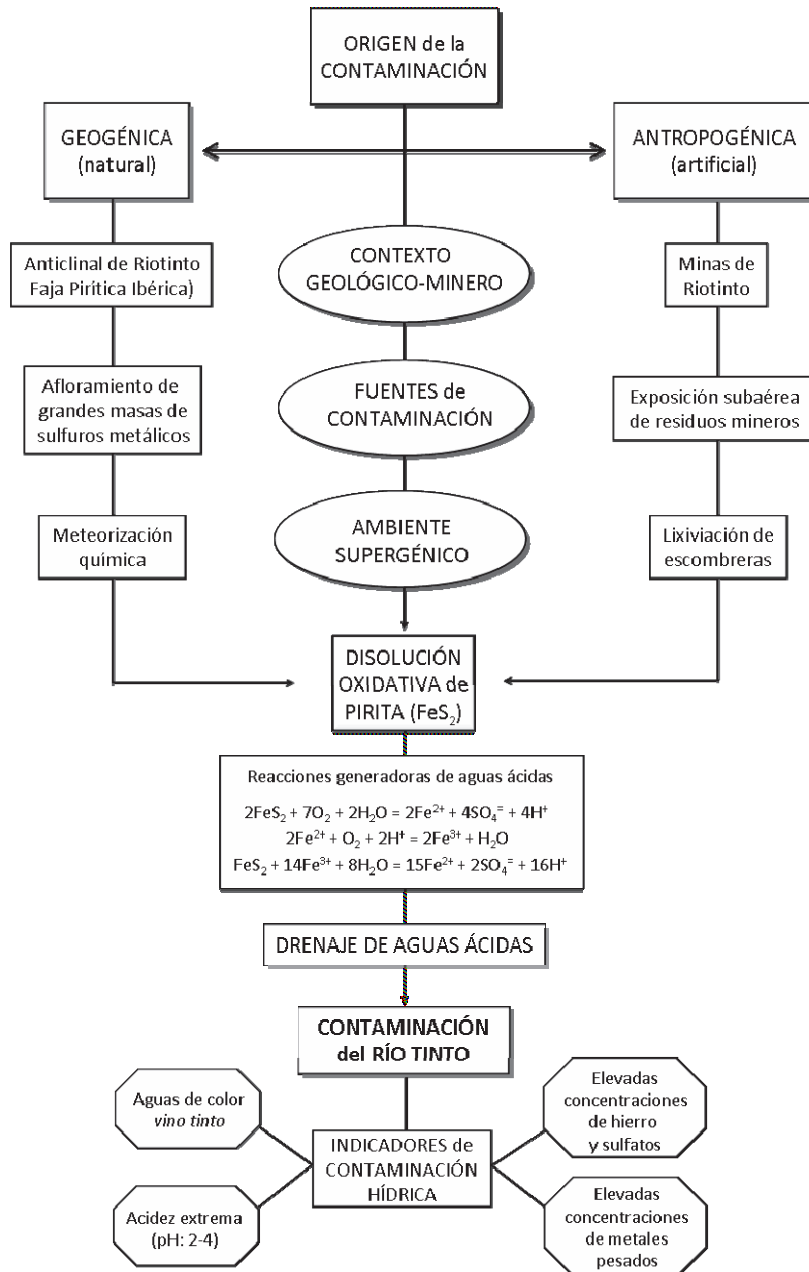 ORIGEN de la
CONTAMINACIÓN
GEOGÉNICA
(natural)
ANTROPOGÉNICA
(artificial)
Anticlinal de Riotinto
Faja Pirítica Ibérica)
CONTEXTO
GEOLÓGICO-MINERO
Minas de
Riotinto
Afloramiento de
grandes masas de
sulfuros metálicos
FUENTES de
CONTAMINACIÓN
Exposición subaérea
de residuos mineros
Meteorización
química
AMBIENTE
SUPERGÉNICO
Lixiviación de
escombreras
DISOLUCIÓN
OXIDATIVA de
PIRITA (FeS₂)
Reacciones generadoras de aguas ácidas
2FeS₂ + 7O₂ + 2H₂O = 2Fe²⁺ + 4SO₄⁼ + 4H⁺
2Fe²⁺ + O₂ + 2H⁺ = 2Fe³⁺ + H₂O
FeS₂ + 14Fe³⁺ + 8H₂O = 15Fe²⁺ + 2SO₄⁼ + 16H⁺
DRENAJE DE AGUAS ÁCIDAS
CONTAMINACIÓN
del RÍO TINTO
Aguas de color
vino tinto
Elevadas
concentraciones
de hierro
y sulfatos
INDICADORES de
CONTAMINACIÓN
HÍDRICA
Acidez extrema
(pH: 2-4)
Elevadas
concentraciones
de metales
pesados